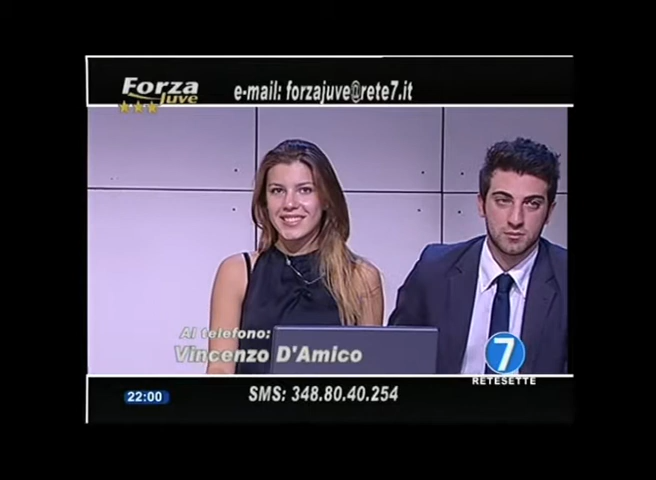 Forza
Juve
e-mail: forzajuve@rete7.it
Al telefono:
Vincenzo D'Amico
7
RETESETTE
22:00
SMS: 348.80.40.254